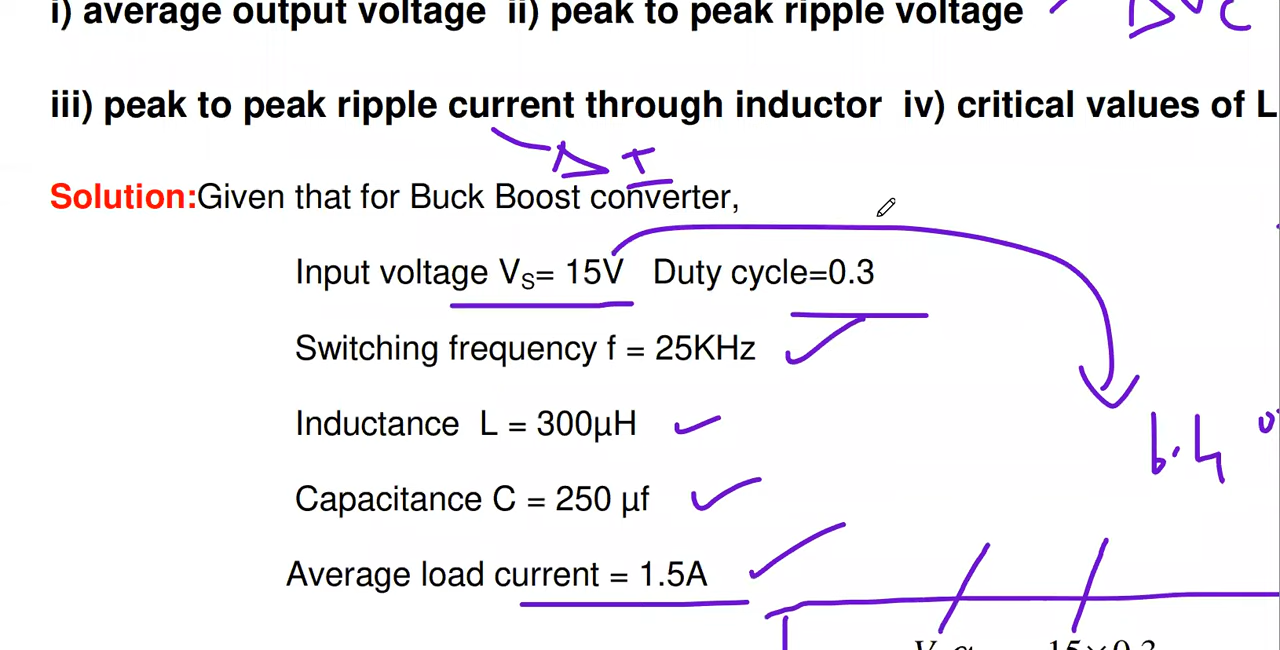 i) average output voltage ii) peak to peak ripple voltage
ΔVc
iii) peak to peak ripple current through inductor iv) critical values of L
ΔI
Solution:Given that for Buck Boost converter,
Input voltage VS= 15V Duty cycle=0.3
Switching frequency f = 25KHz
Inductance L = 300µH
6.4
Capacitance C = 250 µf
Average load current = 1.5A